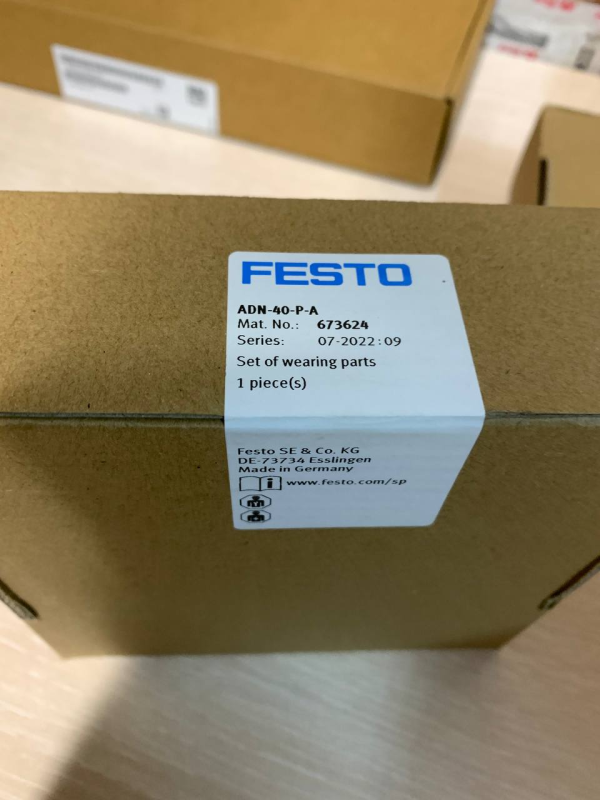 FESTO
ADN-40-P-A
Mat. No.: 673624
Series: 07-2022:09
Set of wearing parts
1 piece(s)
Festo SE & Co. KG
DE-73734 Esslingen
Made in Germany
www.festo.com/sp